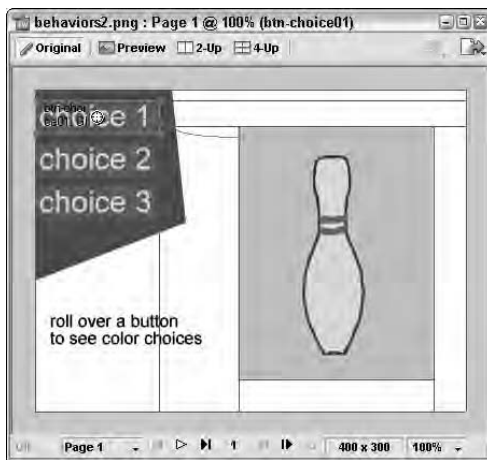 behaviors2.png : Page 1 @ 100% (btn-choice01)
Original Preview 2-Up 4-Up
choice 1
choice 2
choice 3
roll over a button
to see color choices
Page 1 1 400 x 300 100%